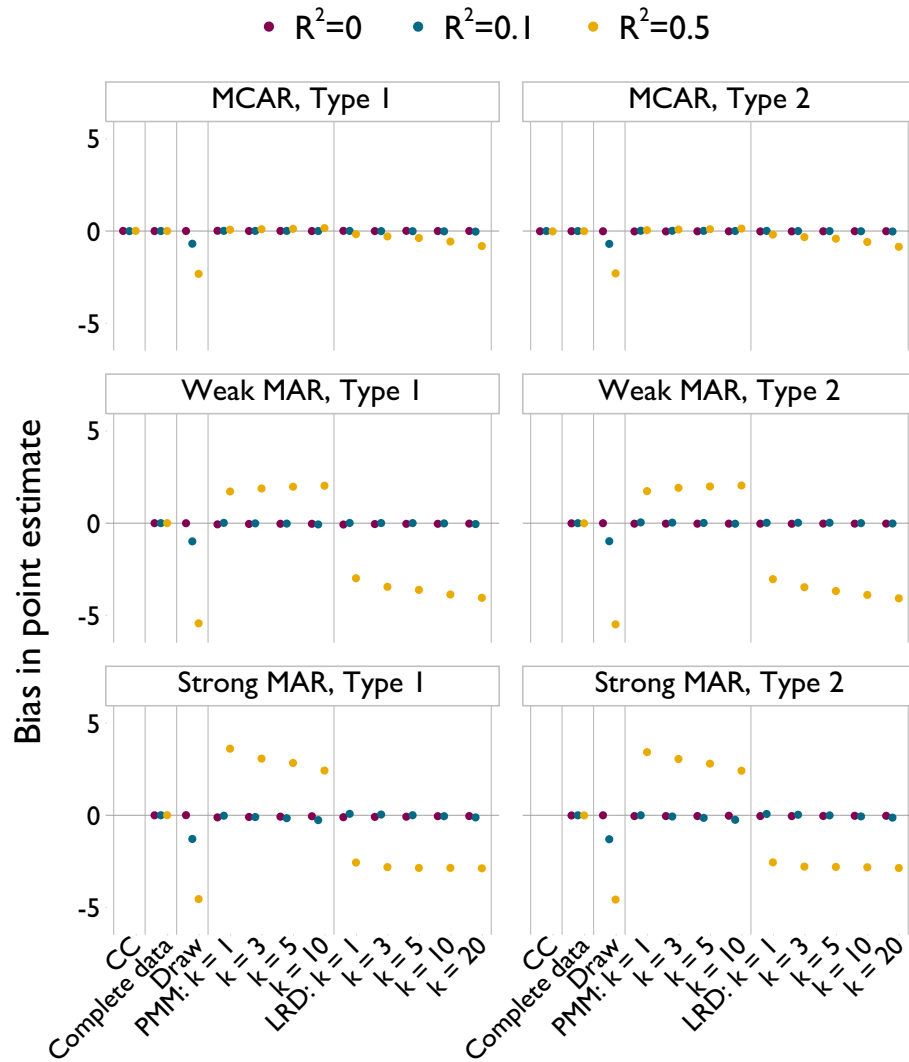 R²=0 R²=0.1 R²=0.5
MCAR, Type 1 MCAR, Type 2
5
0
-5
Weak MAR, Type 1 Weak MAR, Type 2
5
0
-5
Strong MAR, Type 1 Strong MAR, Type 2
5
0
-5
Bias in point estimate
CC
Complete data
Draw
PMM: k = 1
k = 3
k = 5
k = 10
LRD: k = 1
k = 3
k = 5
k = 10
k = 20
CC
Complete data
Draw
PMM: k = 1
k = 3
k = 5
k = 10
LRD: k = 1
k = 3
k = 5
k = 10
k = 20